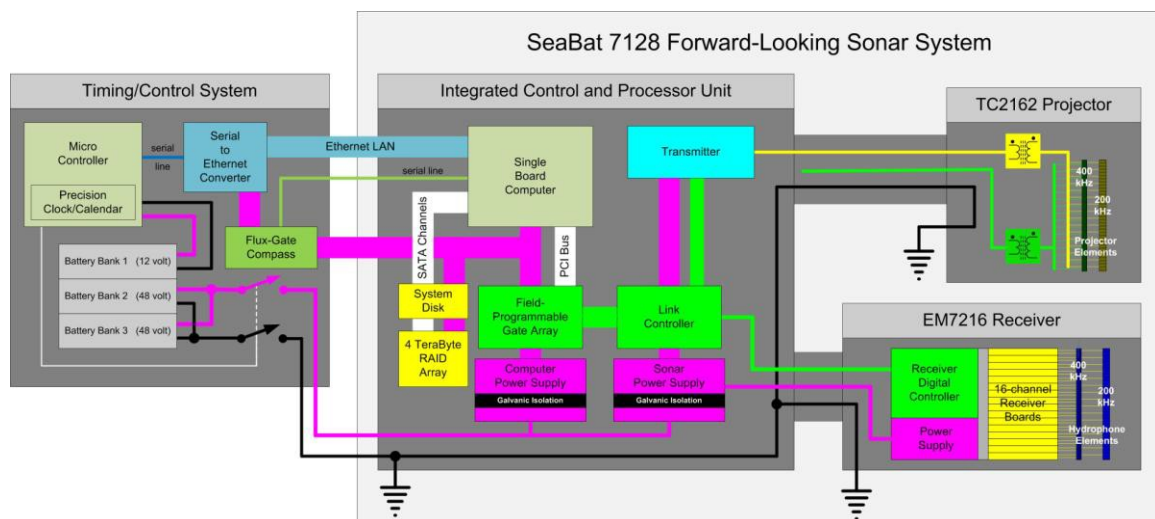 SeaBat 7128 Forward-Looking Sonar System
Timing/Control System
Micro
Controller
Precision
Clock/Calendar
serial
line
Serial
to
Ethernet
Converter
Ethernet LAN
serial line
Flux-Gate
Compass
Battery Bank 1 (12 volt)
Battery Bank 2 (48 volt)
Battery Bank 3 (48 volt)
Integrated Control and Processor Unit
Single
Board
Computer
Transmitter
SATA Channels
PCI Bus
System
Disk
4 TeraByte
RAID
Array
Field-
Programmable
Gate Array
Link
Controller
Computer
Power Supply
Galvanic Isolation
Sonar
Power Supply
Galvanic Isolation
TC2162 Projector
400
kHz
200
kHz
Projector
Elements
EM7216 Receiver
Receiver
Digital
Controller
Power
Supply
16-channel
Receiver
Boards
400
kHz
200
kHz
Hydrophone
Elements